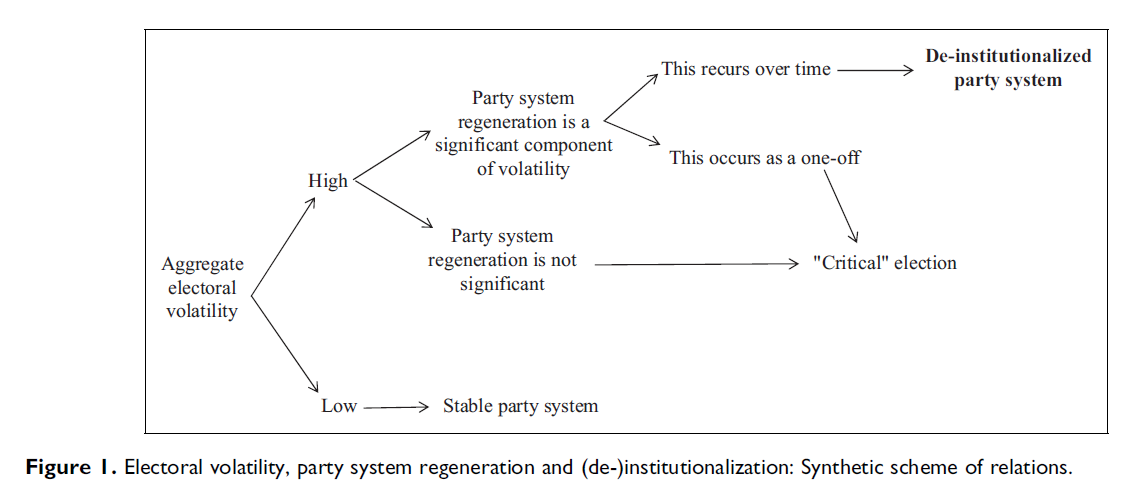 De-institutionalized
party system
This recurs over time
Party system
regeneration is a
significant component
of volatility
This occurs as a one-off
High
Party system
regeneration is not
significant
"Critical" election
Aggregate
electoral
volatility
Low
Stable party system
Figure 1. Electoral volatility, party system regeneration and (de-)institutionalization: Synthetic scheme of relations.